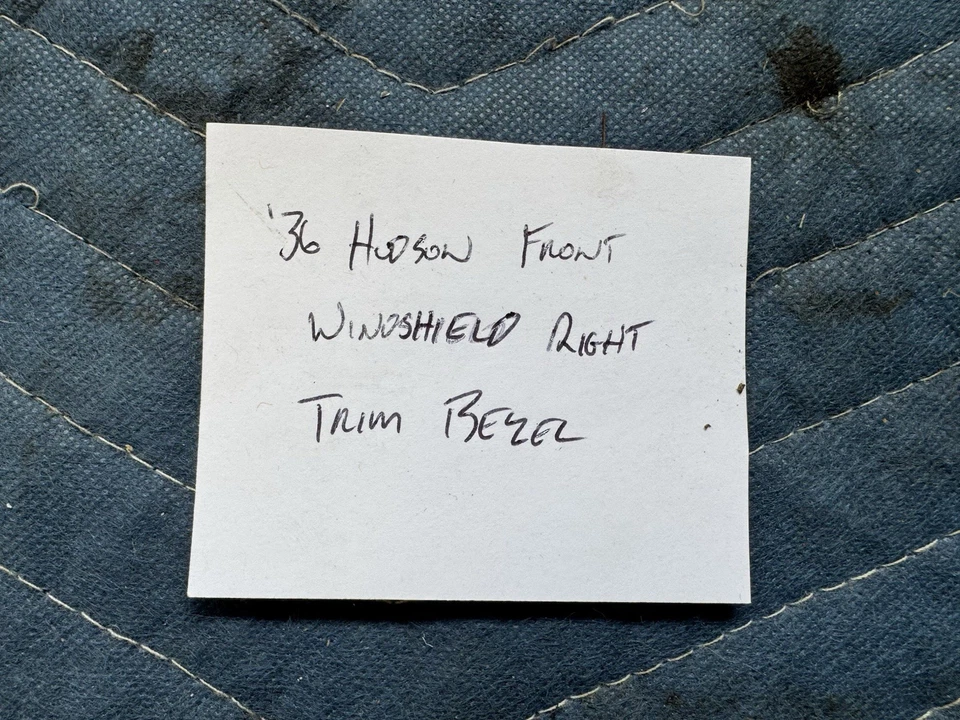 '36 HUDSON FRONT
WINDSHIELD RIGHT
TRIM BEZEL